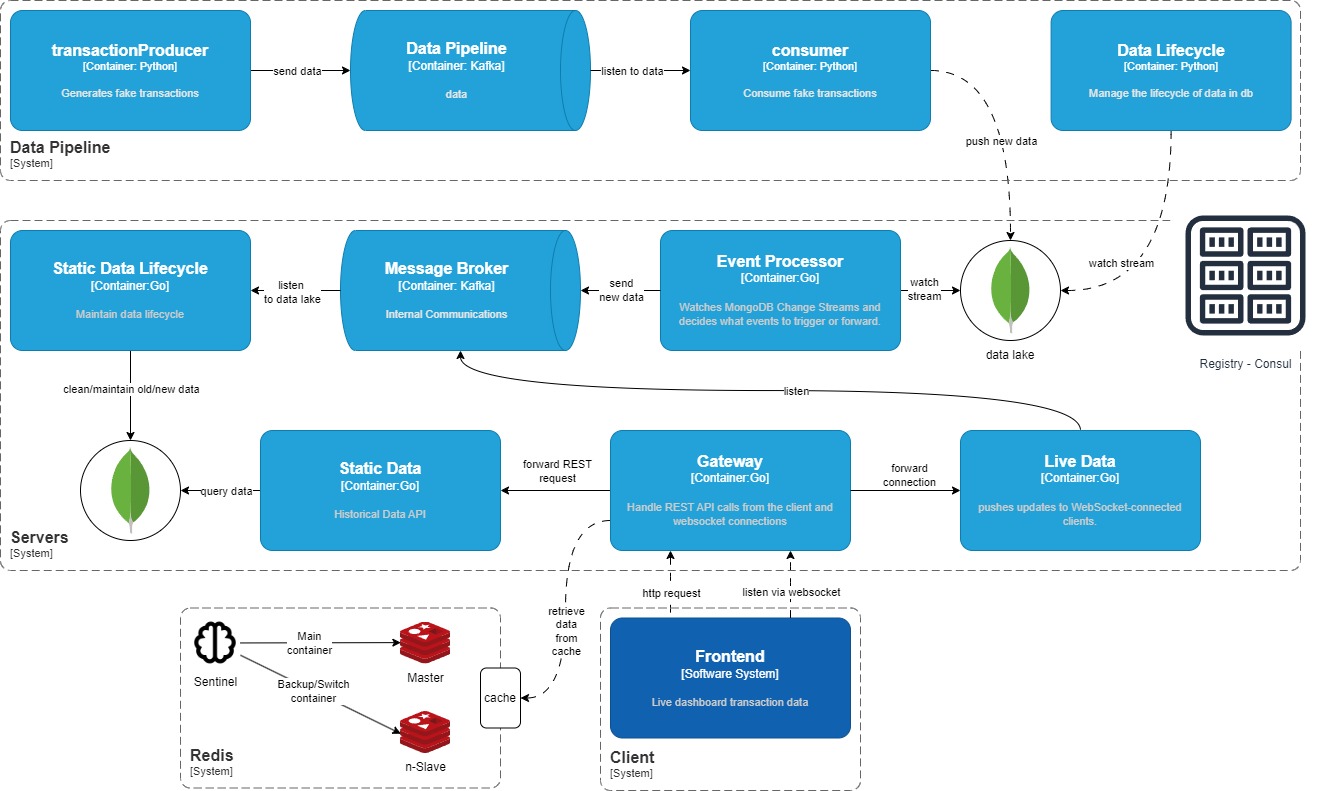 transactionProducer
[Container: Python]
Generates fake transactions
send data
Data Pipeline
[Container: Kafka]
data
listen to data
consumer
[Container: Python]
Consume fake transactions
Data Lifecycle
[Container: Python]
Manage the lifecycle of data in db
push new data
Data Pipeline
[System]
Static Data Lifecycle
[Container:Go]
Maintain data lifecycle
listen
to data lake
Message Broker
[Container: Kafka]
Internal Communications
send
new data
Event Processor
[Container:Go]
Watches MongoDB Change Streams and
decides what events to trigger or forward.
watch
stream
data lake
watch stream
Registry - Consul
clean/maintain old/new data
listen
query data
Static Data
[Container:Go]
Historical Data API
forward REST
request
Gateway
[Container:Go]
Handle REST API calls from the client and
websocket connections
forward
connection
Live Data
[Container:Go]
pushes updates to WebSocket-connected
clients.
Servers
[System]
http request
listen via websocket
retrieve
data
from
cache
Sentinel
Main
container
Master
Backup/Switch
container
n-Slave
cache
Redis
[System]
Frontend
[Software System]
Live dashboard transaction data
Client
[System]